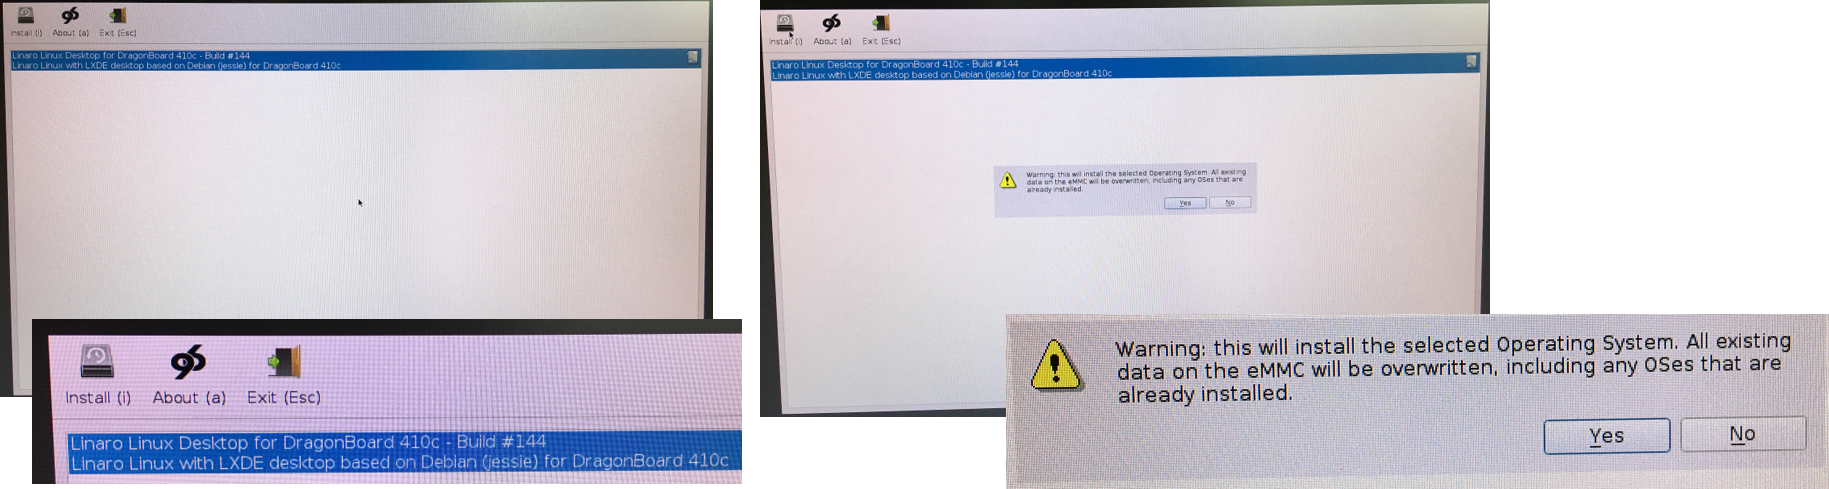 Install (i) About (a) Exit (Esc)
Linaro Linux Desktop for DragonBoard 410c - Build #144
Linaro Linux with LXDE desktop based on Debian (jessie) for DragonBoard 410c
Install (i) About (a) Exit (Esc)
Linaro Linux Desktop for DragonBoard 410c - Build #144
Linaro Linux with LXDE desktop based on Debian (jessie) for DragonBoard 410c
Install (i) About (a) Exit (Esc)
Linaro Linux Desktop for DragonBoard 410c - Build #144
Linaro Linux with LXDE desktop based on Debian (jessie) for DragonBoard 410c
Warning: this will install the selected Operating System. All existing
data on the eMMC will be overwritten, including any OSes that are
already installed.
Yes No
Warning: this will install the selected Operating System. All existing
data on the eMMC will be overwritten, including any OSes that are
already installed.
Yes No